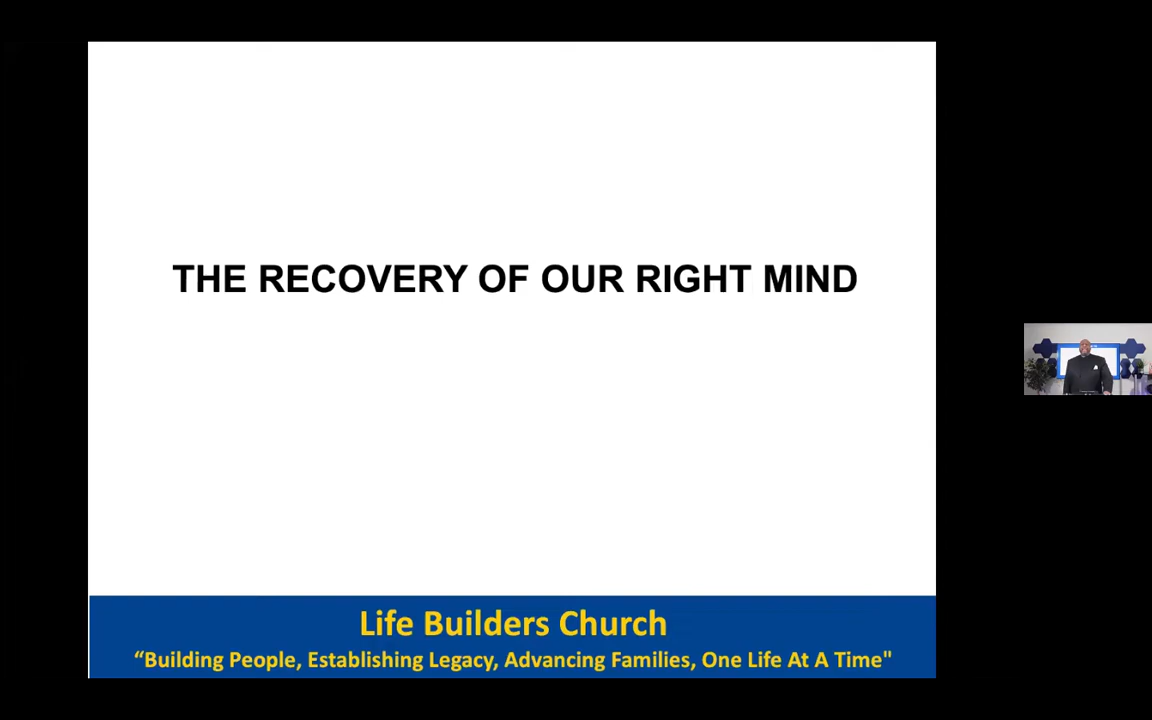 THE RECOVERY OF OUR RIGHT MIND
Life Builders Church
“Building People, Establishing Legacy, Advancing Families, One Life At A Time"